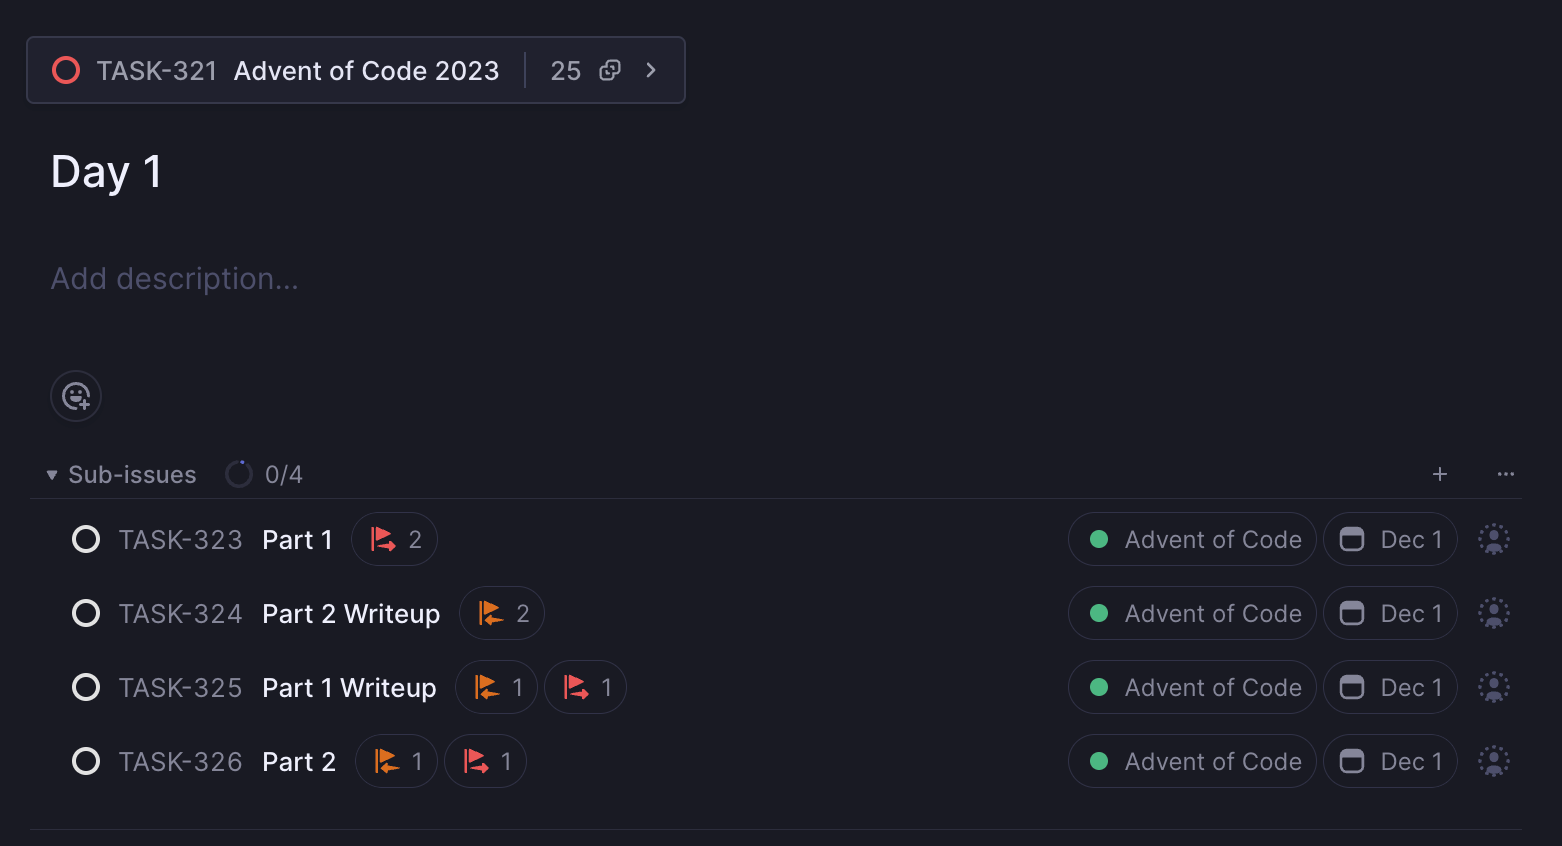 TASK-321 Advent of Code 2023 25
Day 1
Add description...
Sub-issues 0/4
TASK-323 Part 1 2 Advent of Code Dec 1
TASK-324 Part 2 Writeup 2 Advent of Code Dec 1
TASK-325 Part 1 Writeup 1 1 Advent of Code Dec 1
TASK-326 Part 2 1 1 Advent of Code Dec 1